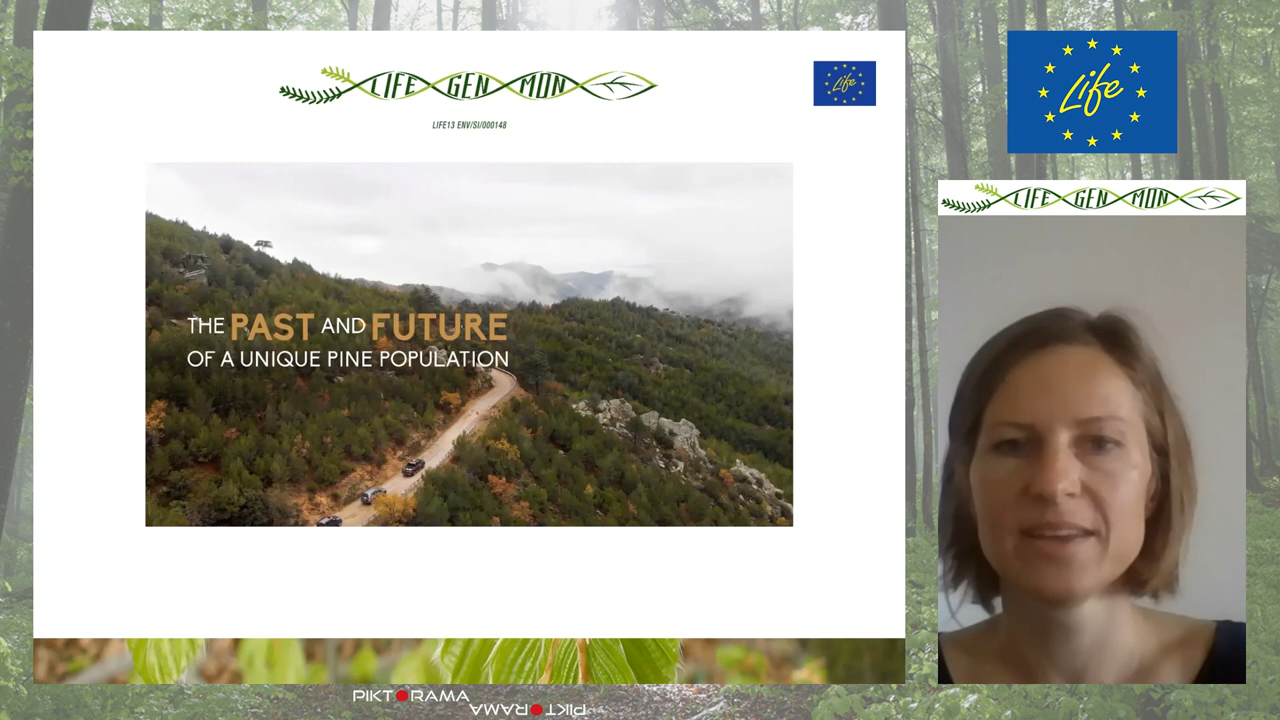 LIFE GEN MON
LIFE13 ENV/SI/000148
Life
THE PAST AND FUTURE
OF A UNIQUE PINE POPULATION
Life
LIFE GEN MON
PIKTORAMA
PIKTORAMA